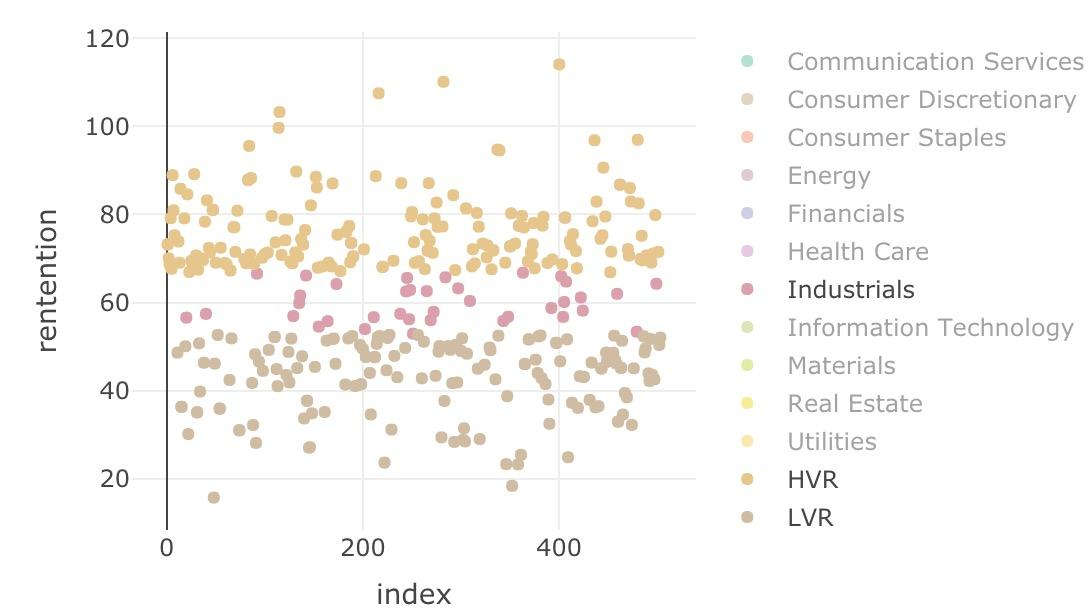 120
100
80
60
40
20
rentention
0
200
400
index
Communication Services
Consumer Discretionary
Consumer Staples
Energy
Financials
Health Care
Industrials
Information Technology
Materials
Real Estate
Utilities
HVR
LVR